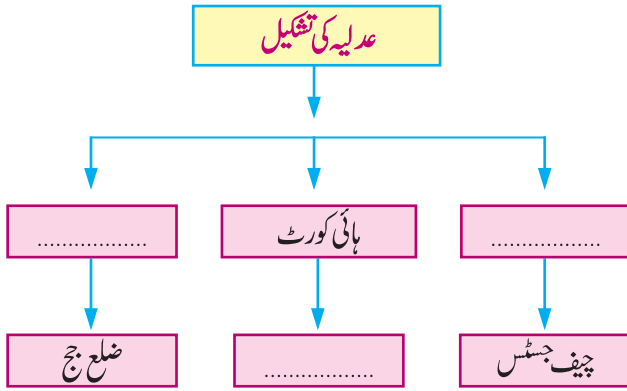 عدلیہ کی تشکیل
..................
ہائی کورٹ
..................
چیف جسٹس
..................
ضلع جج